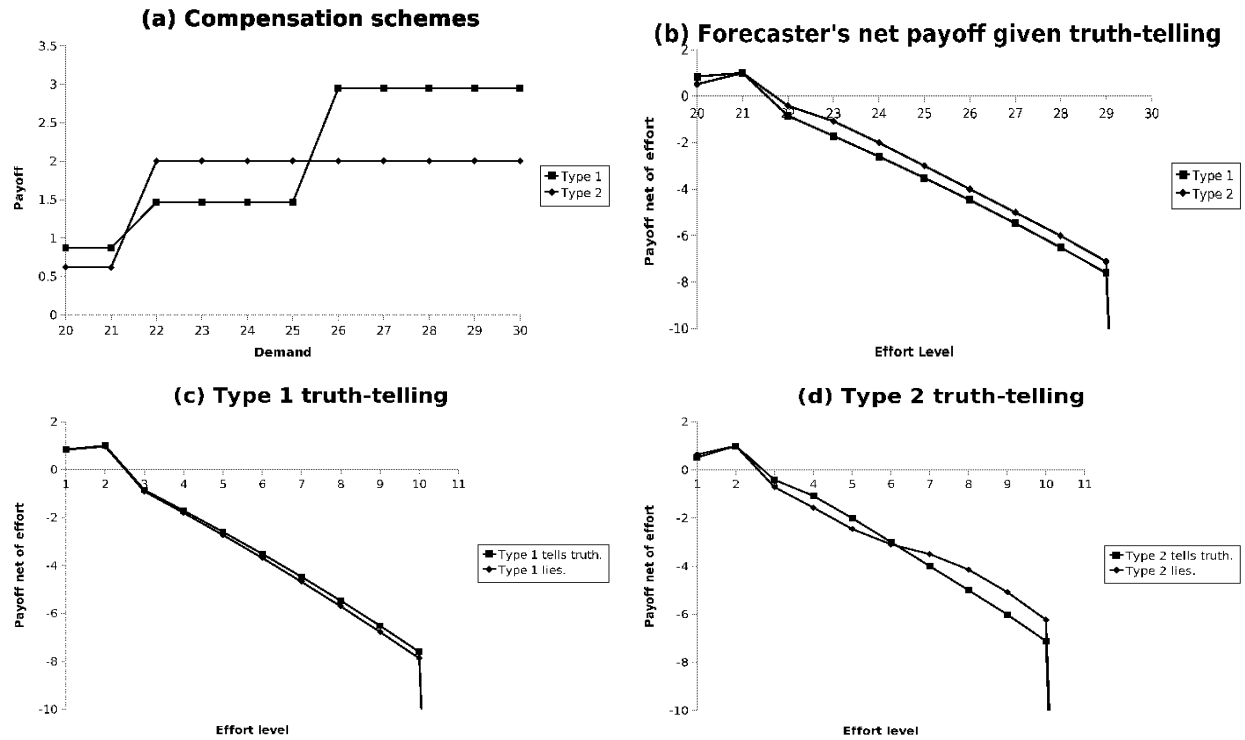 (a) Compensation schemes
3.5
3
2.5
2
1.5
1
0.5
0
20 21 22 23 24 25 26 27 28 29 30
Payoff
Demand
Type 1
Type 2
(b) Forecaster's net payoff given truth-telling
2
0
-2
-4
-6
-8
-10
20 21 22 23 24 25 26 27 28 29 30
Payoff net of effort
Effort Level
Type 1
Type 2
(c) Type 1 truth-telling
2
0
-2
-4
-6
-8
-10
1 2 3 4 5 6 7 8 9 10 11
Payoff net of effort
Effort level
Type 1 tells truth.
Type 1 lies.
(d) Type 2 truth-telling
2
0
-2
-4
-6
-8
-10
1 2 3 4 5 6 7 8 9 10 11
Payoff net of effort
Effort level
Type 2 tells truth.
Type 2 lies.